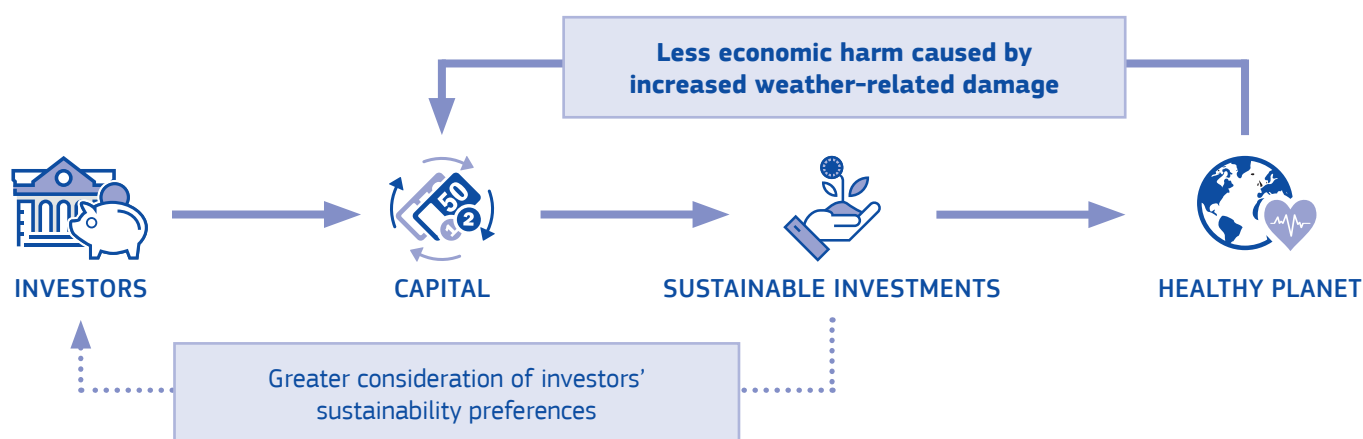 Less economic harm caused by
increased weather-related damage
50
2
1
INVESTORS
CAPITAL
SUSTAINABLE INVESTMENTS
HEALTHY PLANET
Greater consideration of investors’
sustainability preferences